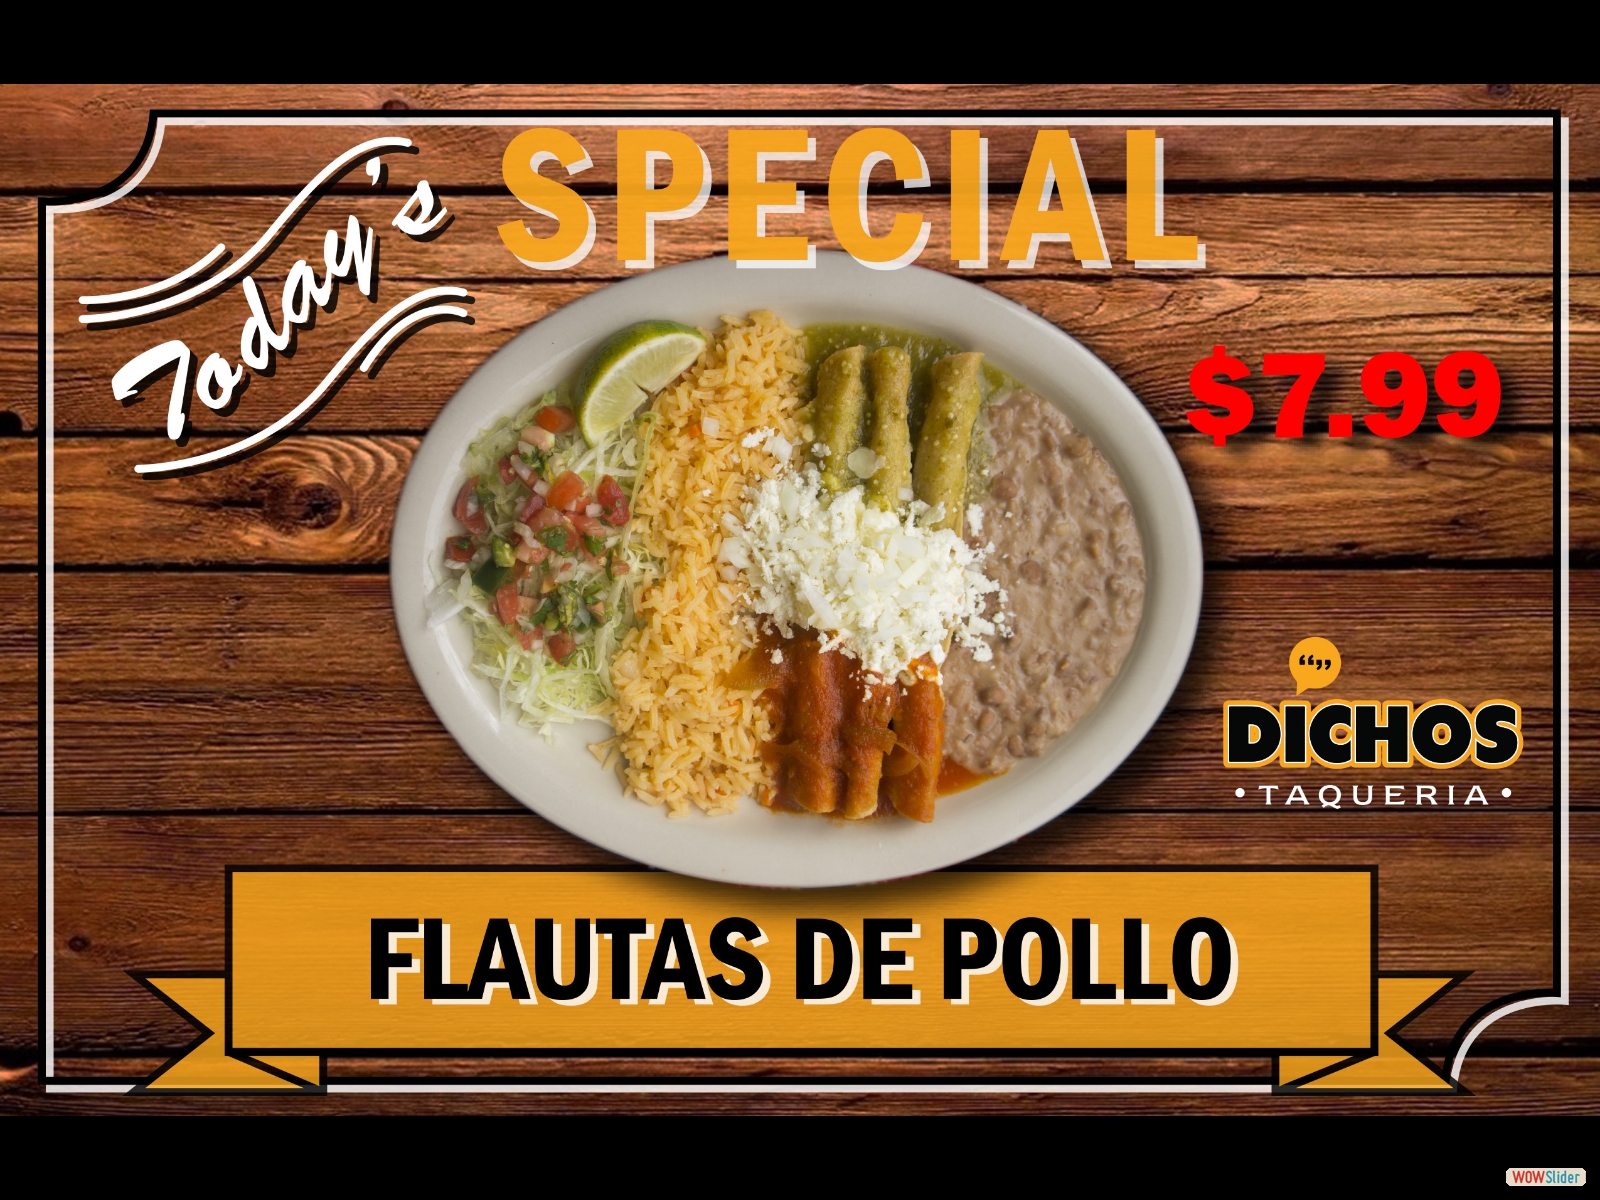 Today's
SPECIAL
$7.99
“„
DICHOS
• TAQUERIA •
FLAUTAS DE POLLO
WOWSlider